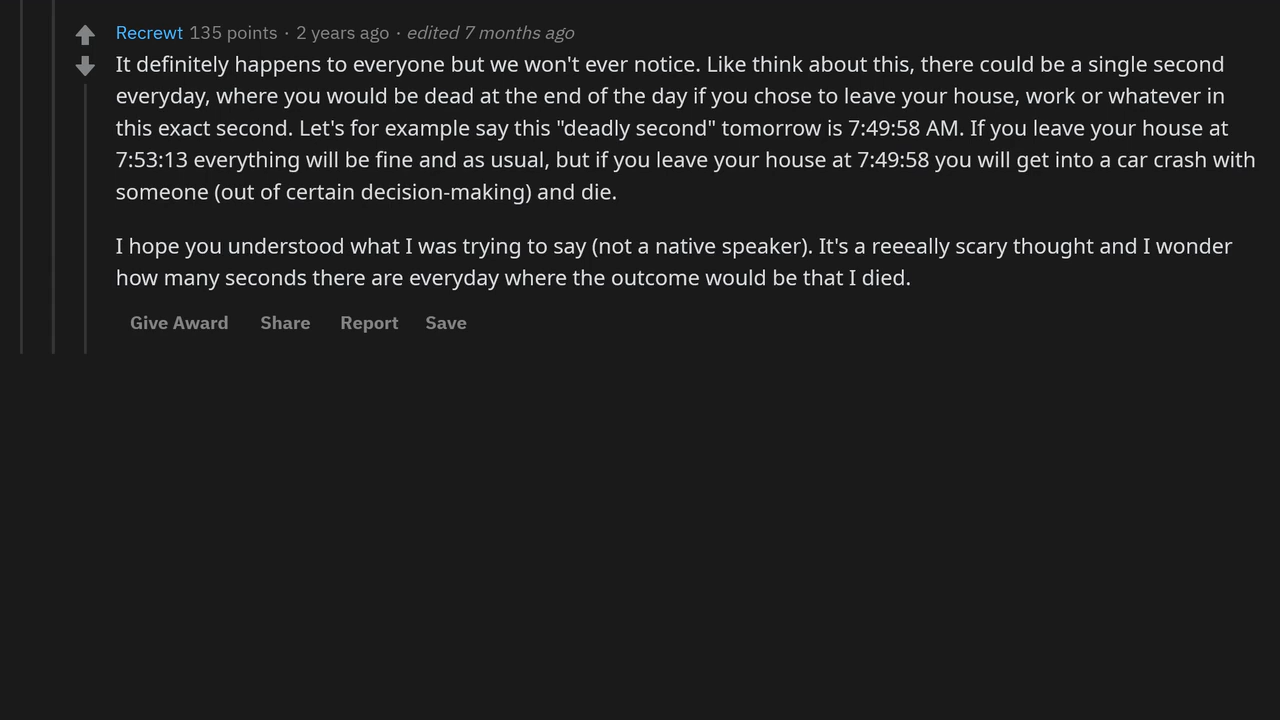 Recrewt 135 points · 2 years ago · edited 7 months ago
It definitely happens to everyone but we won't ever notice. Like think about this, there could be a single second
everyday, where you would be dead at the end of the day if you chose to leave your house, work or whatever in
this exact second. Let's for example say this "deadly second" tomorrow is 7:49:58 AM. If you leave your house at
7:53:13 everything will be fine and as usual, but if you leave your house at 7:49:58 you will get into a car crash with
someone (out of certain decision-making) and die.
I hope you understood what I was trying to say (not a native speaker). It's a reeeally scary thought and I wonder
how many seconds there are everyday where the outcome would be that I died.
Give Award Share Report Save